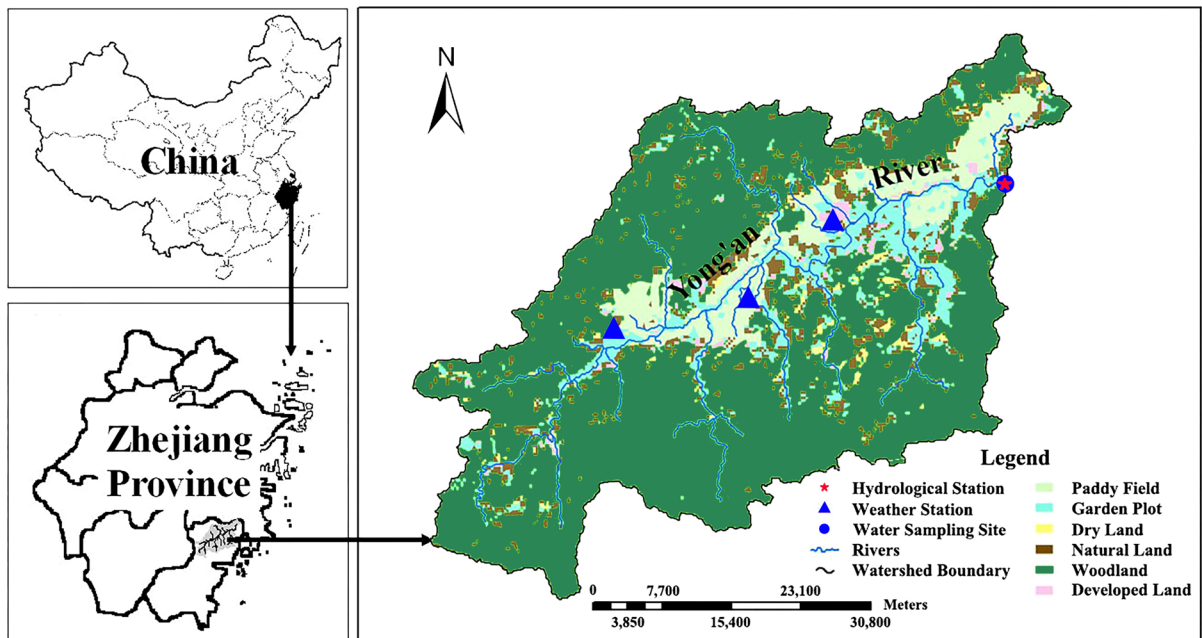 China
Zhejiang
Province
N
Yong'an
River
Legend
Hydrological Station
Weather Station
Water Sampling Site
Rivers
Watershed Boundary
Paddy Field
Garden Plot
Dry Land
Natural Land
Woodland
Developed Land
0 7,700 23,100
Meters
3,850 15,400 30,800